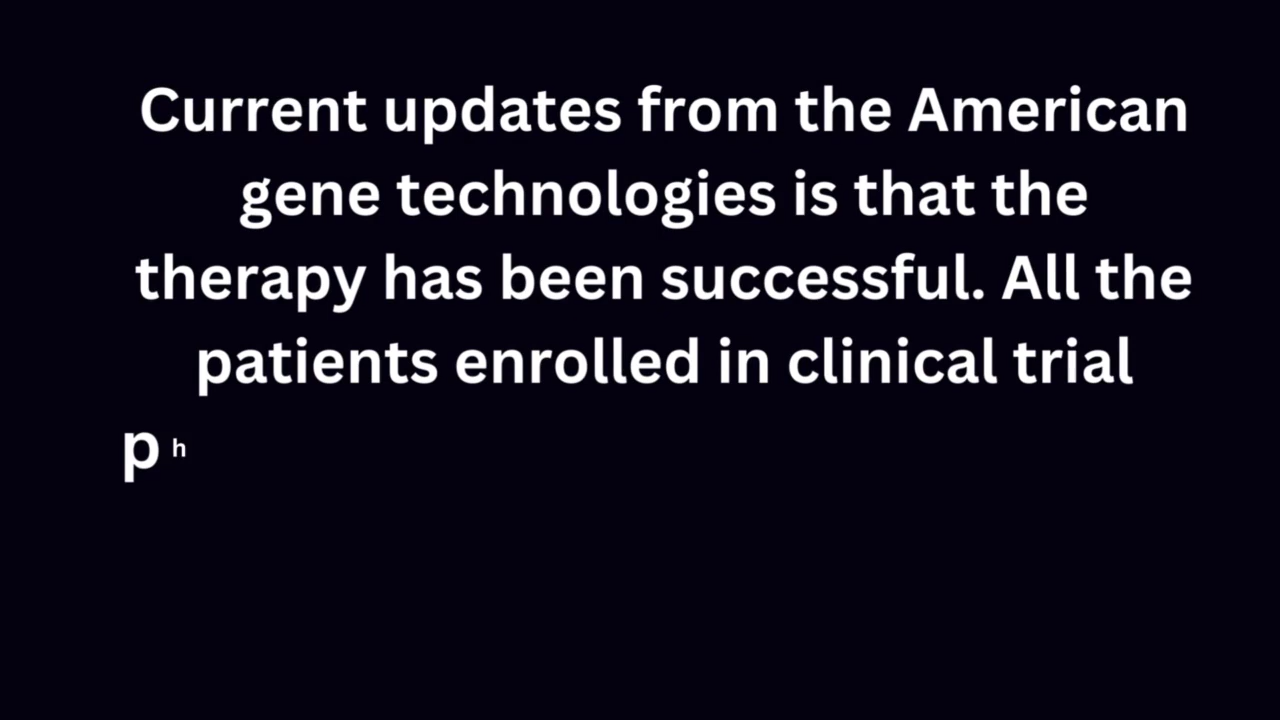 Current updates from the American
gene technologies is that the
therapy has been successful. All the
patients enrolled in clinical trial
p h